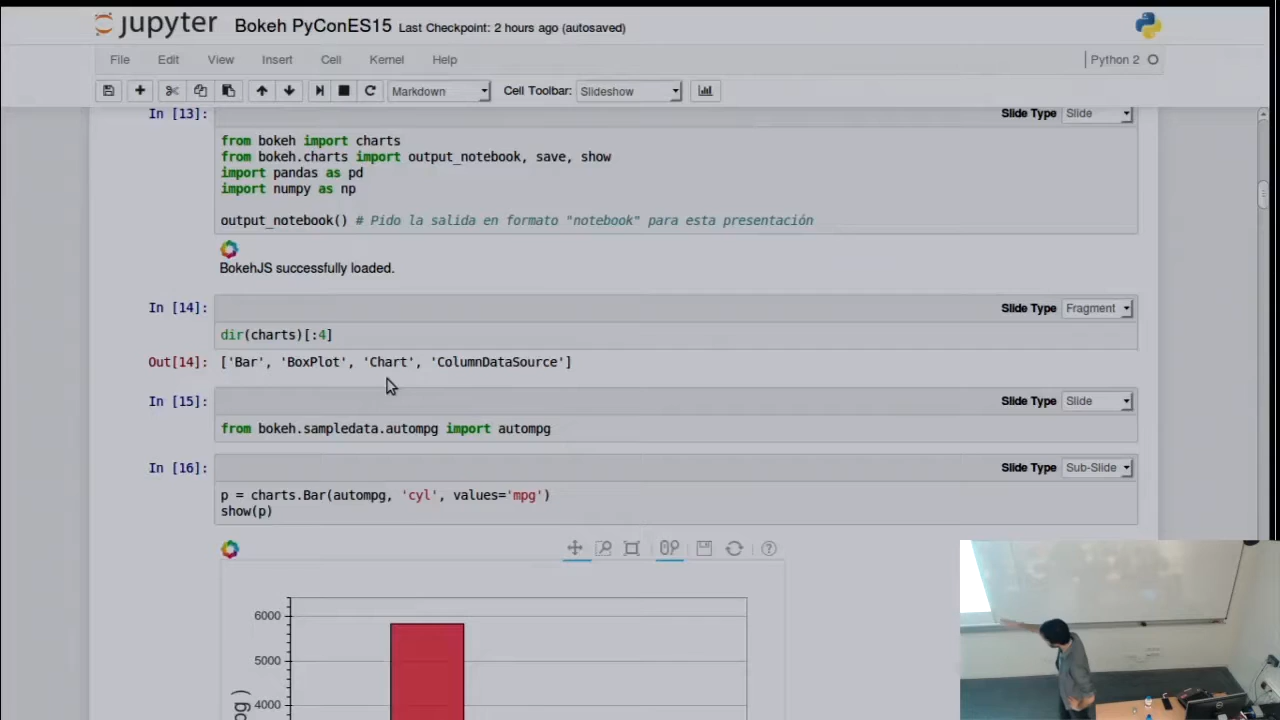 jupyter Bokeh PyConES15 Last Checkpoint: 2 hours ago (autosaved)
File Edit View Insert Cell Kernel Help Python 2
Markdown Cell Toolbar: Slideshow
In [13]: Slide Type Slide
from bokeh import charts
from bokeh.charts import output_notebook, save, show
import pandas as pd
import numpy as np
output_notebook() # Pido la salida en formato "notebook" para esta presentación
BokehJS successfully loaded.
In [14]: Slide Type Fragment
dir(charts)[:4]
Out[14]: ['Bar', 'BoxPlot', 'Chart', 'ColumnDataSource']
In [15]: Slide Type Slide
from bokeh.sampledata.autompg import autompg
In [16]: Slide Type Sub-Slide
p = charts.Bar(autompg, 'cyl', values='mpg')
show(p)
6000
5000
4000
pg )